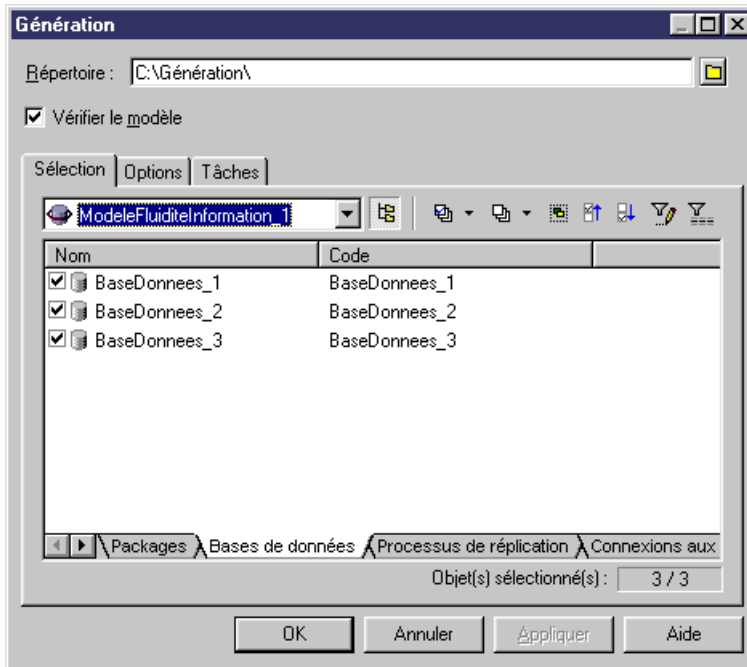 Génération
Répertoire : C:\Génération\
Vérifier le modèle
Sélection Options Tâches
ModeleFluiditeInformation_1
Nom Code
BaseDonnees_1 BaseDonnees_1
BaseDonnees_2 BaseDonnees_2
BaseDonnees_3 BaseDonnees_3
Packages Bases de données Processus de réplication Connexions aux
Objet(s) sélectionné(s) : 3 / 3
OK Annuler Appliquer Aide